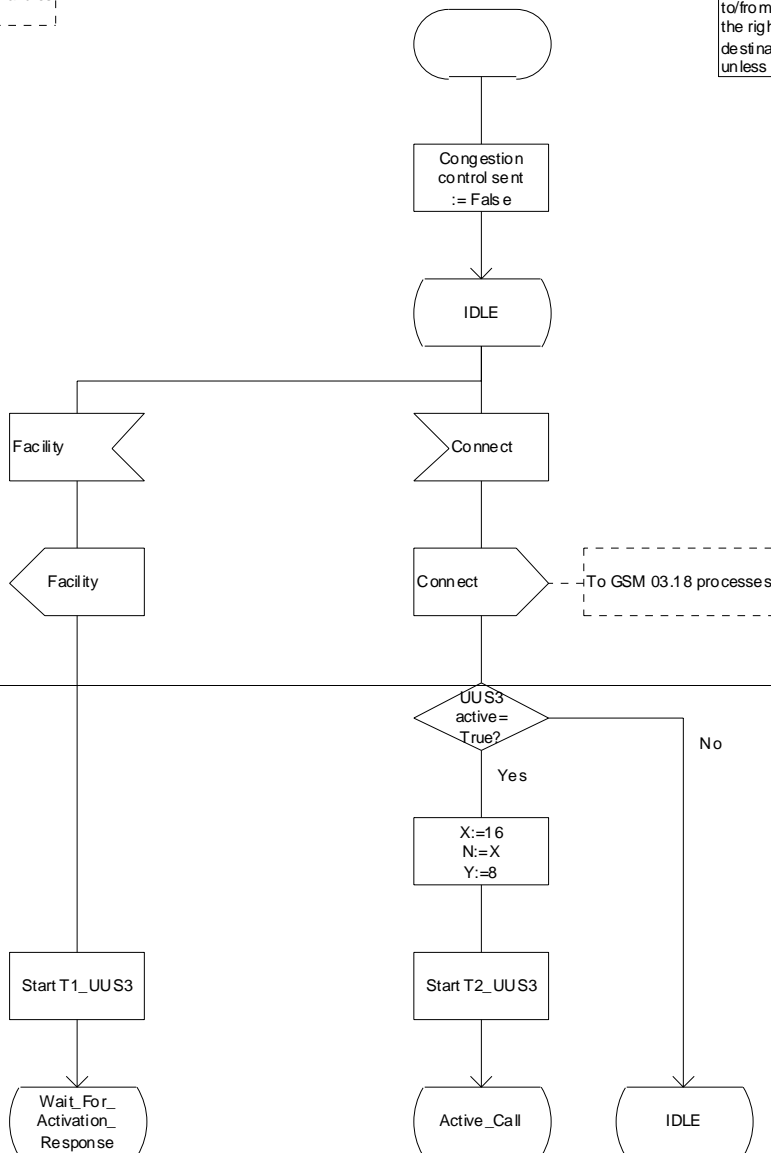 to/from
the righ
destina
unless
Congestion
control sent
:= False
IDLE
Facility
Connect
Facility
Connect
To GSM 03.18 processes
UUS3
active=
True?
No
Yes
X:=16
N:=X
Y:=8
Start T1_UUS3
Start T2_UUS3
Wait_For_
Activation_
Response
Active_Call
IDLE